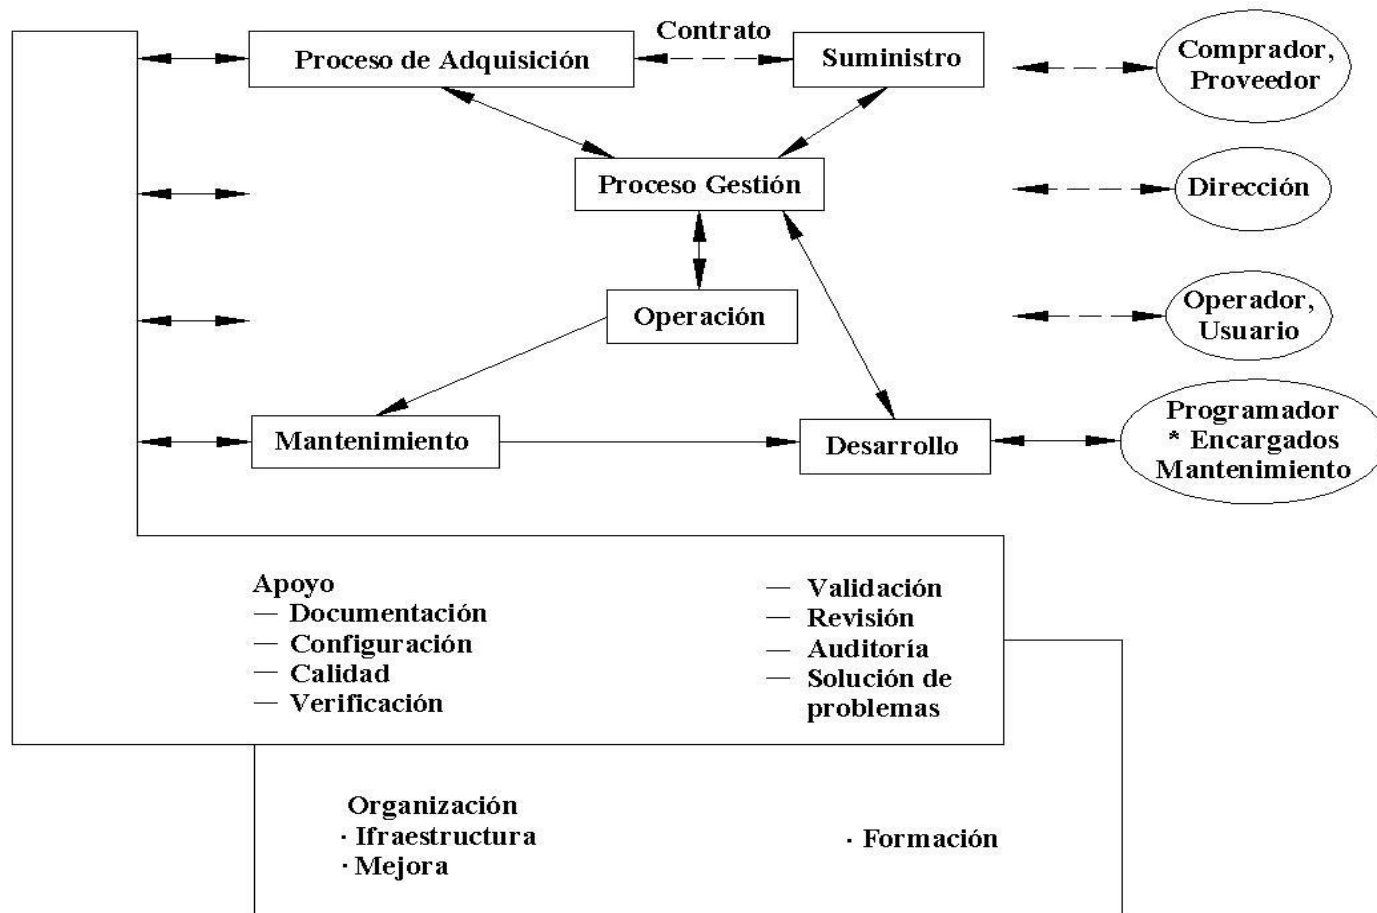 Contrato
Proceso de Adquisición
Suministro
Comprador,
Proveedor
Proceso Gestión
Dirección
Operación
Operador,
Usuario
Mantenimiento
Desarrollo
Programador
* Encargados
Mantenimiento
Apoyo
— Documentación
— Configuración
— Calidad
— Verificación
— Validación
— Revisión
— Auditoría
— Solución de
problemas
Organización
· Ifraestructura
· Mejora
· Formación